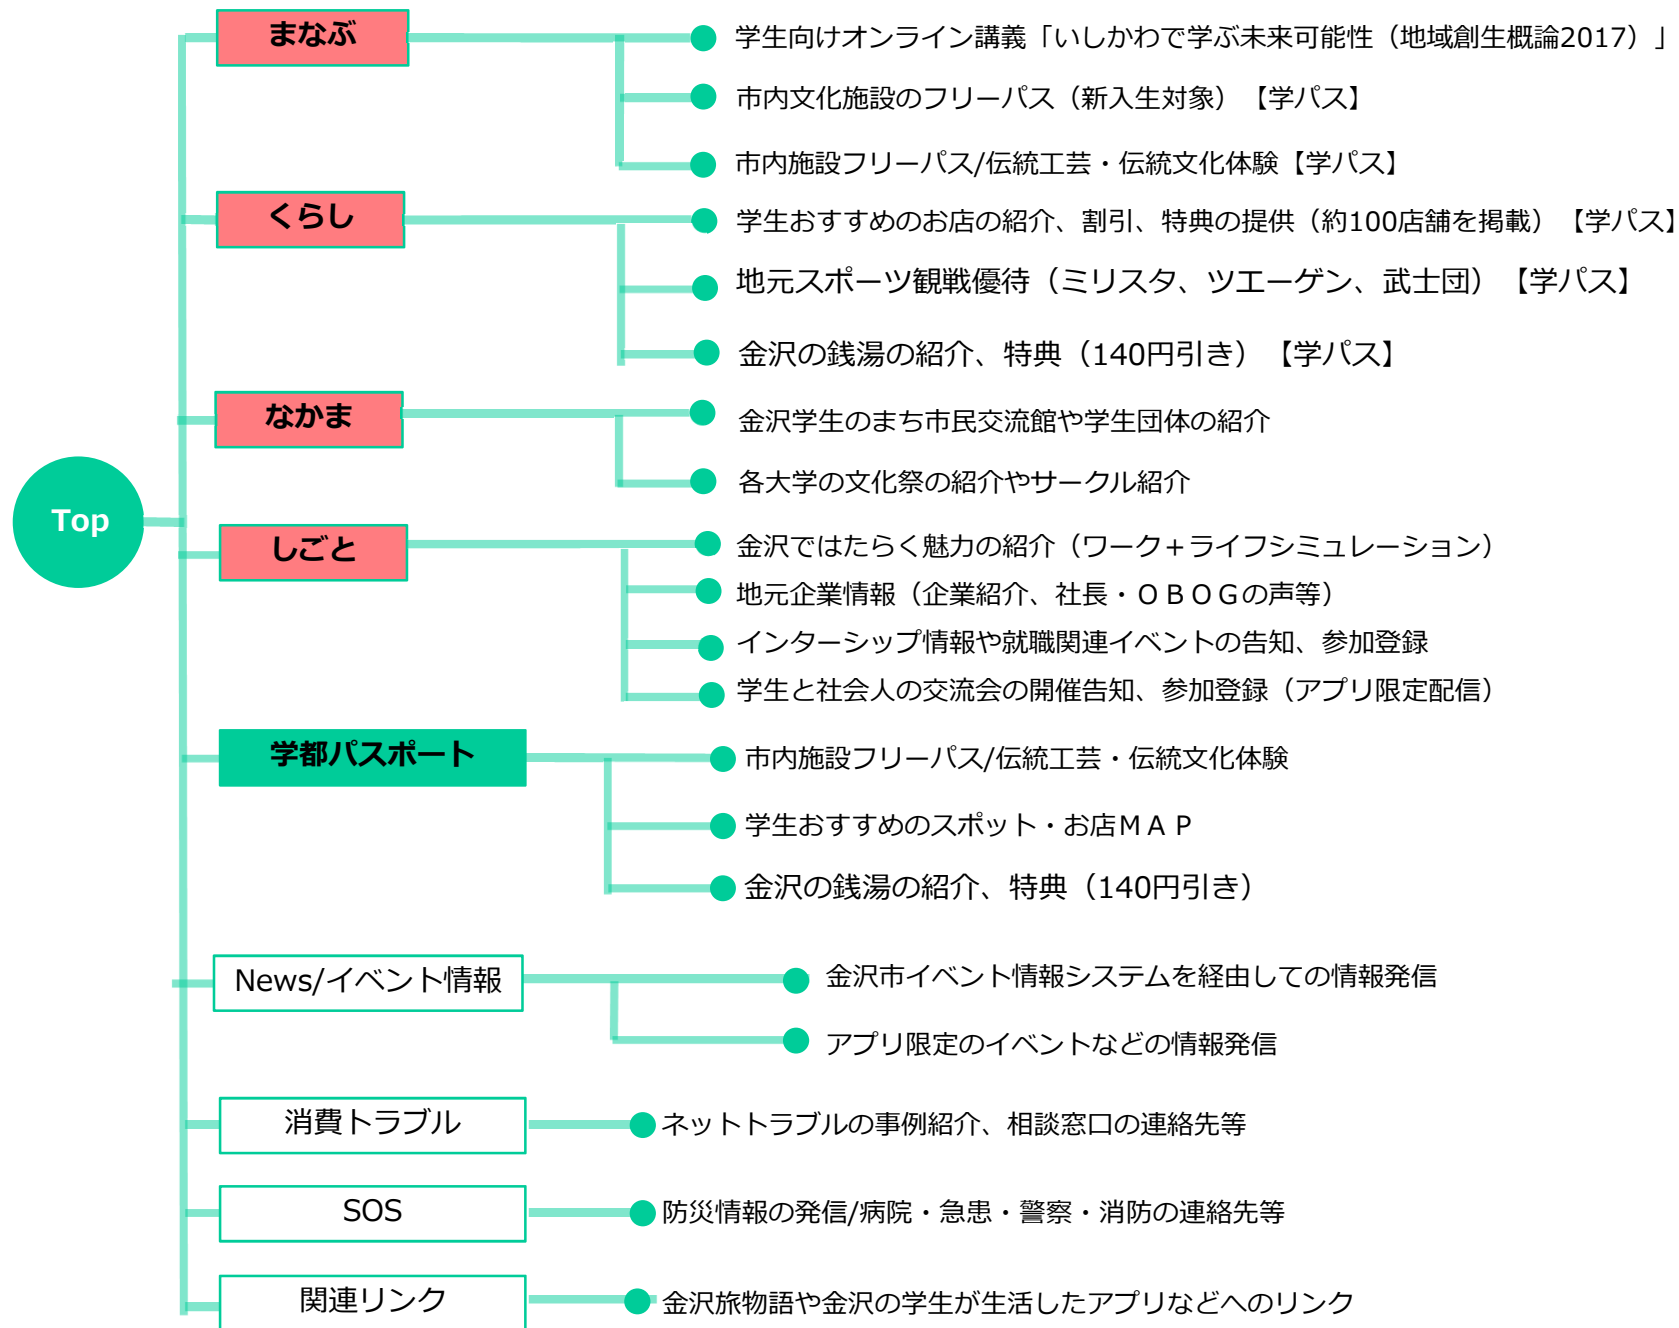 Top
まなぶ
学生向けオンライン講義「いしかわで学ぶ未来可能性（地域創生概論2017）」
市内文化施設のフリーパス（新入生対象）【学パス】
市内施設フリーパス/伝統工芸・伝統文化体験【学パス】
くらし
学生おすすめのお店の紹介、割引、特典の提供（約100店舗を掲載）【学パス】
地元スポーツ観戦優待（ミリスタ、ツエーゲン、武士団）【学パス】
金沢の銭湯の紹介、特典（140円引き）【学パス】
なかま
金沢学生のまち市民交流館や学生団体の紹介
各大学の文化祭の紹介やサークル紹介
しごと
金沢ではたらく魅力の紹介（ワーク＋ライフシミュレーション）
地元企業情報（企業紹介、社長・ＯＢＯＧの声等）
インターシップ情報や就職関連イベントの告知、参加登録
学生と社会人の交流会の開催告知、参加登録（アプリ限定配信）
学都パスポート
市内施設フリーパス/伝統工芸・伝統文化体験
学生おすすめのスポット・お店ＭＡＰ
金沢の銭湯の紹介、特典（140円引き）
News/イベント情報
金沢市イベント情報システムを経由しての情報発信
アプリ限定のイベントなどの情報発信
消費トラブル
ネットトラブルの事例紹介、相談窓口の連絡先等
SOS
防災情報の発信/病院・急患・警察・消防の連絡先等
関連リンク
金沢旅物語や金沢の学生が生活したアプリなどへのリンク